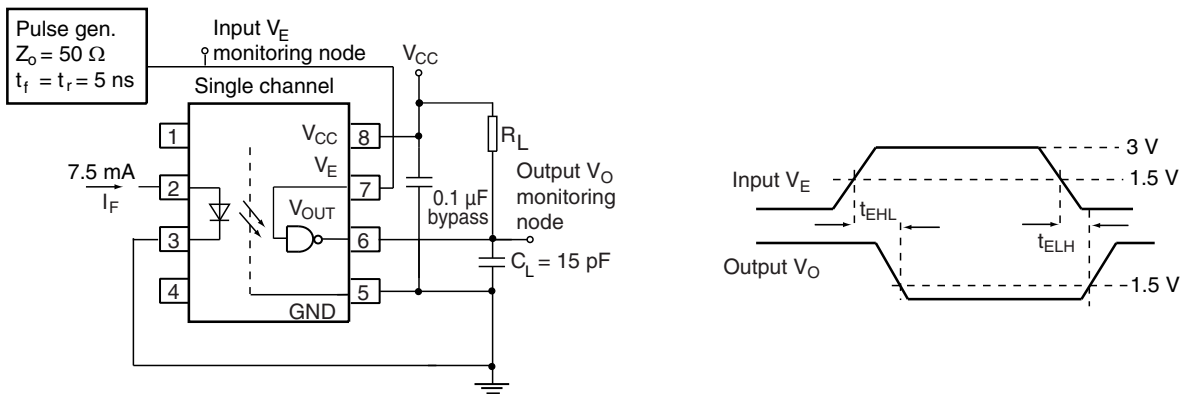 Pulse gen.
Zo = 50 Ω
tf = tr = 5 ns
Input VE
monitoring node
VCC
Single channel
1
VCC
8
RL
VE
Output VO
monitoring
node
7.5 mA
IF
2
7
0.1 µF
bypass
VOUT
3
6
CL = 15 pF
4
5
GND
3 V
Input VE
1.5 V
tEHL
tELH
Output VO
1.5 V